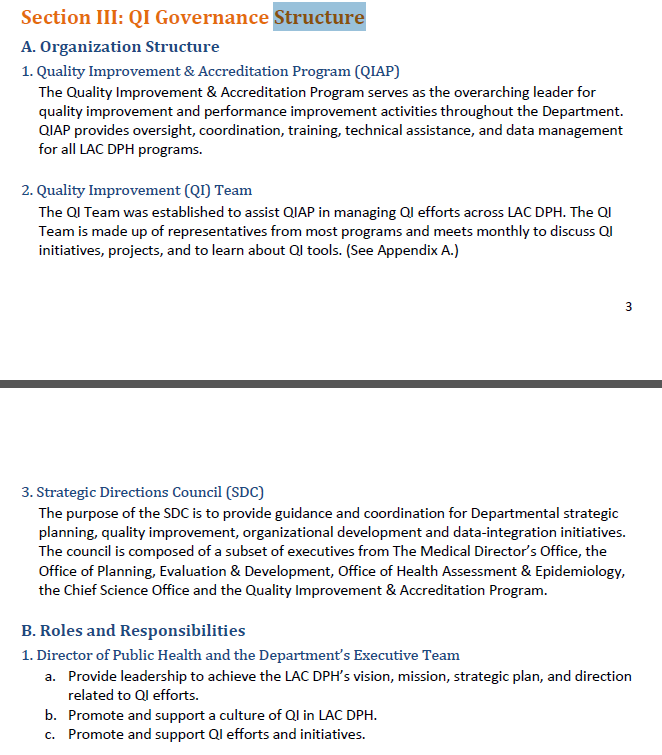 Section III: QI Governance Structure
A. Organization Structure
1. Quality Improvement & Accreditation Program (QIAP)
The Quality Improvement & Accreditation Program serves as the overarching leader for
quality improvement and performance improvement activities throughout the Department.
QIAP provides oversight, coordination, training, technical assistance, and data management
for all LAC DPH programs.
2. Quality Improvement (QI) Team
The QI Team was established to assist QIAP in managing QI efforts across LAC DPH. The QI
Team is made up of representatives from most programs and meets monthly to discuss QI
initiatives, projects, and to learn about QI tools. (See Appendix A.)
3
3. Strategic Directions Council (SDC)
The purpose of the SDC is to provide guidance and coordination for Departmental strategic
planning, quality improvement, organizational development and data-integration initiatives.
The council is composed of a subset of executives from The Medical Director's Office, the
Office of Planning, Evaluation & Development, Office of Health Assessment & Epidemiology,
the Chief Science Office and the Quality Improvement & Accreditation Program.
B. Roles and Responsibilities
1. Director of Public Health and the Department's Executive Team
a. Provide leadership to achieve the LAC DPH's vision, mission, strategic plan, and direction
related to QI efforts.
b. Promote and support a culture of QI in LAC DPH.
c. Promote and support QI efforts and initiatives.